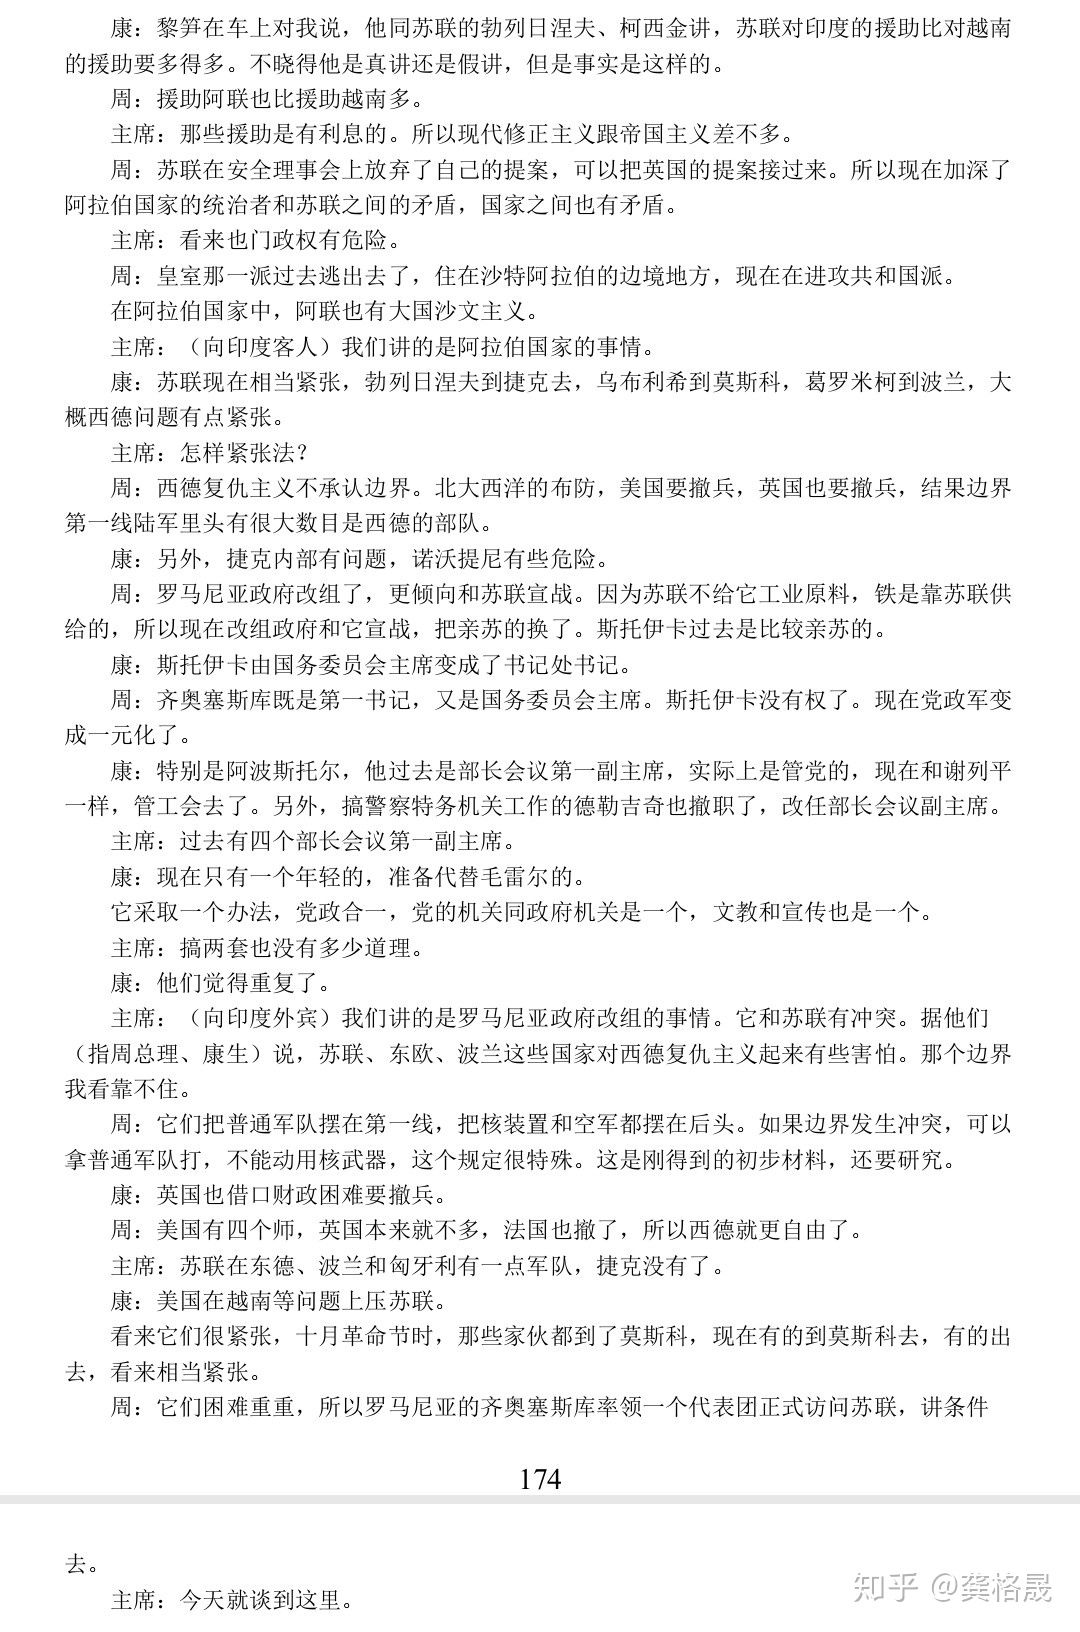 康：黎笋在车上对我说，他同苏联的勃列日涅夫、柯西金讲，苏联对印度的援助比对越南
的援助要多得多。不晓得他是真讲还是假讲，但是事实是这样的。
周：援助阿联也比援助越南多。
主席：那些援助是有利息的。所以现代修正主义跟帝国主义差不多。
周：苏联在安全理事会上放弃了自己的提案，可以把英国的提案接过来。所以现在加深了
阿拉伯国家的统治者和苏联之间的矛盾，国家之间也有矛盾。
主席：看来也门政权有危险。
周：皇室那一派过去逃出去了，住在沙特阿拉伯的边境地方，现在在进攻共和国派。
在阿拉伯国家中，阿联也有大国沙文主义。
主席：（向印度客人）我们讲的是阿拉伯国家的事情。
康：苏联现在相当紧张，勃列日涅夫到捷克去，乌布利希到莫斯科，葛罗米柯到波兰，大
概西德问题有点紧张。
主席：怎样紧张法？
周：西德复仇主义不承认边界。北大西洋的布防，美国要撤兵，英国也要撤兵，结果边界
第一线陆军里头有很大数目是西德的部队。
康：另外，捷克内部有问题，诺沃提尼有些危险。
周：罗马尼亚政府改组了，更倾向和苏联宣战。因为苏联不给它工业原料，铁是靠苏联供
给的，所以现在改组政府和它宣战，把亲苏的换了。斯托伊卡过去是比较亲苏的。
康：斯托伊卡由国务委员会主席变成了书记处书记。
周：齐奥塞斯库既是第一书记，又是国务委员会主席。斯托伊卡没有权了。现在党政军变
成一元化了。
康：特别是阿波斯托尔，他过去是部长会议第一副主席，实际上是管党的，现在和谢列平
一样，管工会去了。另外，搞警察特务机关工作的德勒吉奇也撤职了，改任部长会议副主席。
主席：过去有四个部长会议第一副主席。
康：现在只有一个年轻的，准备代替毛雷尔的。
它采取一个办法，党政合一，党的机关同政府机关是一个，文教和宣传也是一个。
主席：搞两套也没有多少道理。
康：他们觉得重复了。
主席：（向印度外宾）我们讲的是罗马尼亚政府改组的事情。它和苏联有冲突。据他们
（指周总理、康生）说，苏联、东欧、波兰这些国家对西德复仇主义起来有些害怕。那个边界
我看靠不住。
周：它们把普通军队摆在第一线，把核装置和空军都摆在后头。如果边界发生冲突，可以
拿普通军队打，不能动用核武器，这个规定很特殊。这是刚得到的初步材料，还要研究。
康：英国也借口财政困难要撤兵。
周：美国有四个师，英国本来就不多，法国也撤了，所以西德就更自由了。
主席：苏联在东德、波兰和匈牙利有一点军队，捷克没有了。
康：美国在越南等问题上压苏联。
看来它们很紧张，十月革命节时，那些家伙都到了莫斯科，现在有的到莫斯科去，有的出
去，看来相当紧张。
周：它们困难重重，所以罗马尼亚的齐奥塞斯库率领一个代表团正式访问苏联，讲条件
174
去。
主席：今天就谈到这里。
知乎 @龚格晟